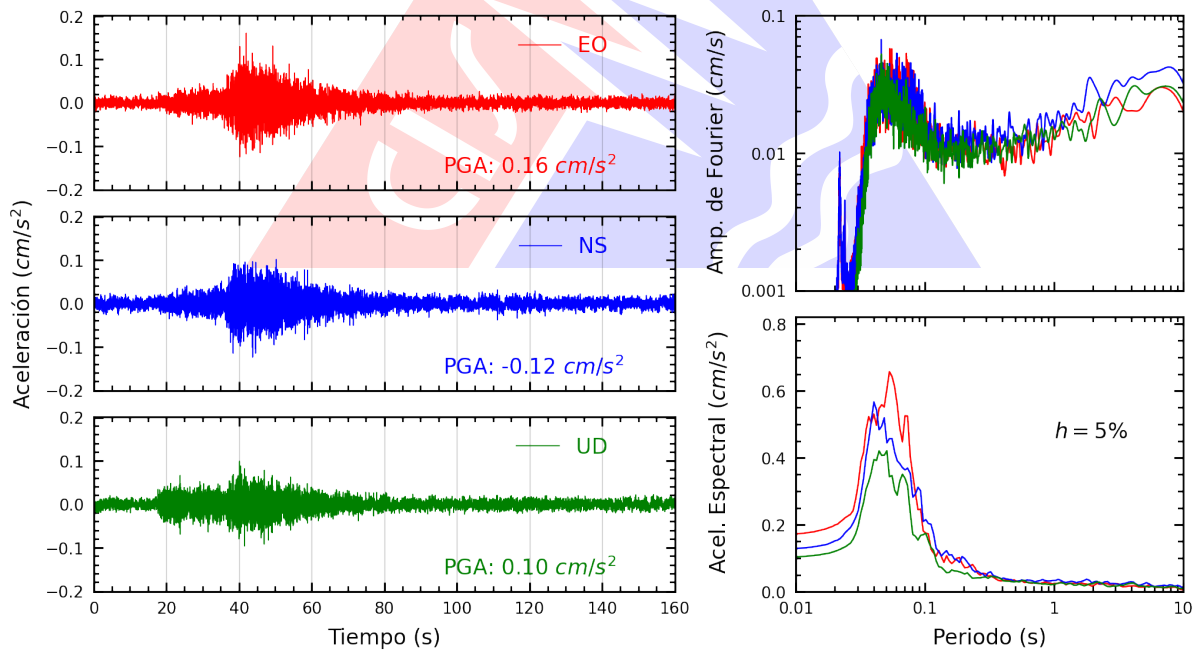 Aceleración (cm/s²)
0.2
0.1
0.0
−0.1
−0.2
EO
PGA: 0.16 cm/s²
0.2
0.1
0.0
−0.1
−0.2
NS
PGA: -0.12 cm/s²
0.2
0.1
0.0
−0.1
−0.2
UD
PGA: 0.10 cm/s²
0 20 40 60 80 100 120 140 160
Tiempo (s)
Amp. de Fourier (cm/s)
0.1
0.01
0.001
Acel. Espectral (cm/s²)
0.8
0.6
0.4
0.2
0.0
h = 5%
0.01 0.1 1 10
Periodo (s)